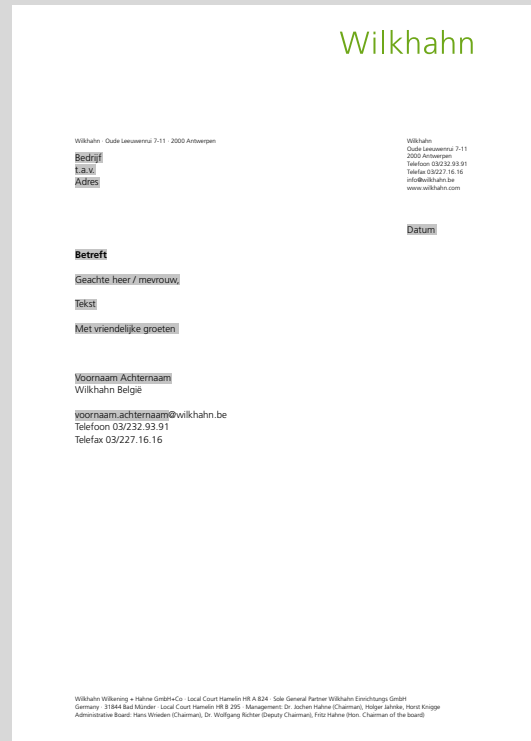 Wilkhahn
Wilkhahn · Oude Leeuwenrui 7-11 · 2000 Antwerpen
Bedrijf
t.a.v.
Adres
Wilkhahn
Oude Leeuwenrui 7-11
2000 Antwerpen
Telefoon 03/232.93.91
Telefax 03/227.16.16
info@wilkhahn.be
www.wilkhahn.com
Datum
Betreft
Geachte heer / mevrouw,
Tekst
Met vriendelijke groeten
Voornaam Achternaam
Wilkhahn België
voornaam.achternaam@wilkhahn.be
Telefoon 03/232.93.91
Telefax 03/227.16.16
Wilkhahn Wilkening + Hahne GmbH+Co · Local Court Hameln HR A 824 · Sole General Partner Wilkhahn Einrichtungs GmbH
Germany · 31844 Bad Münder · Local Court Hameln HR B 295 · Management: Dr. Jochen Hahne (Chairman), Holger Jahnke, Horst Knigge
Administrative Board: Hans Wrieden (Chairman), Dr. Wolfgang Richter (Deputy Chairman), Fritz Hahne (Hon. Chairman of the board)